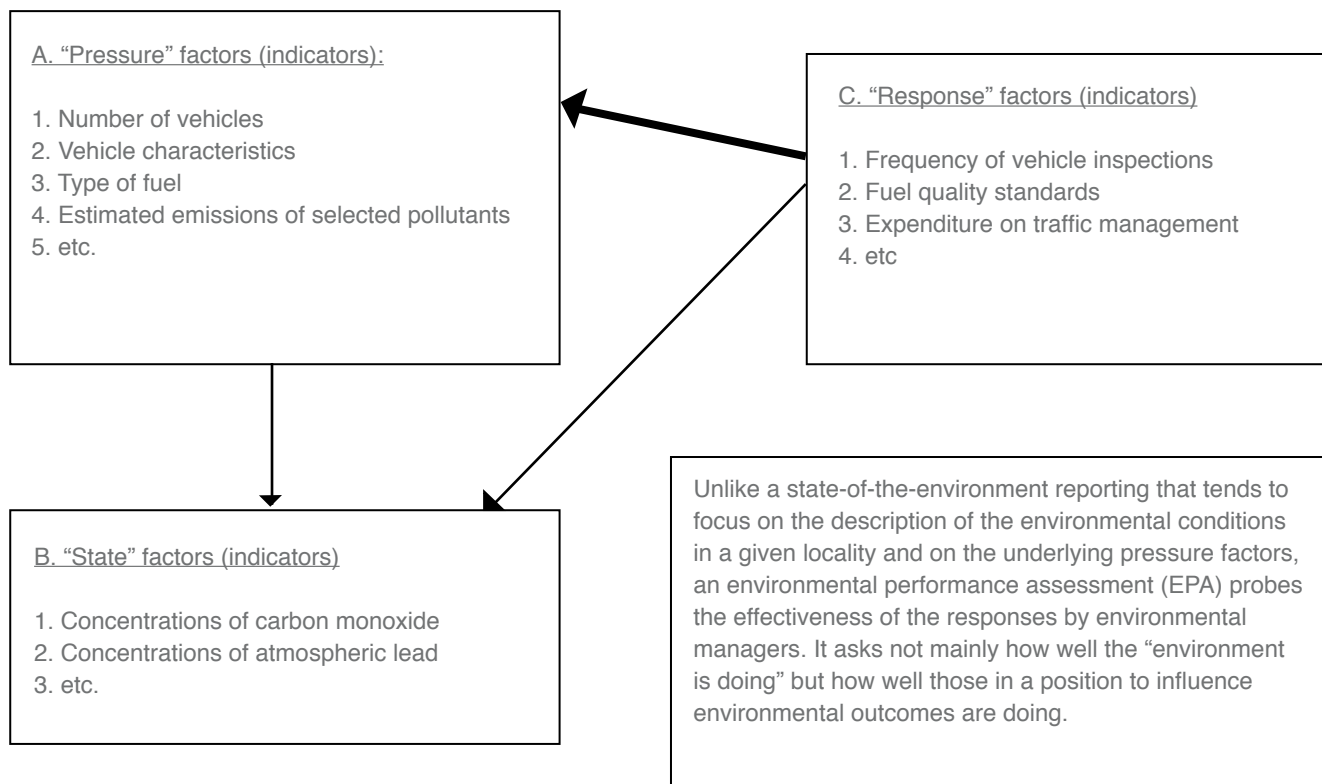 A. “Pressure” factors (indicators):
1. Number of vehicles
2. Vehicle characteristics
3. Type of fuel
4. Estimated emissions of selected pollutants
5. etc.
C. “Response” factors (indicators)
1. Frequency of vehicle inspections
2. Fuel quality standards
3. Expenditure on traffic management
4. etc
B. “State” factors (indicators)
1. Concentrations of carbon monoxide
2. Concentrations of atmospheric lead
3. etc.
Unlike a state-of-the-environment reporting that tends to
focus on the description of the environmental conditions
in a given locality and on the underlying pressure factors,
an environmental performance assessment (EPA) probes
the effectiveness of the responses by environmental
managers. It asks not mainly how well the “environment
is doing” but how well those in a position to influence
environmental outcomes are doing.